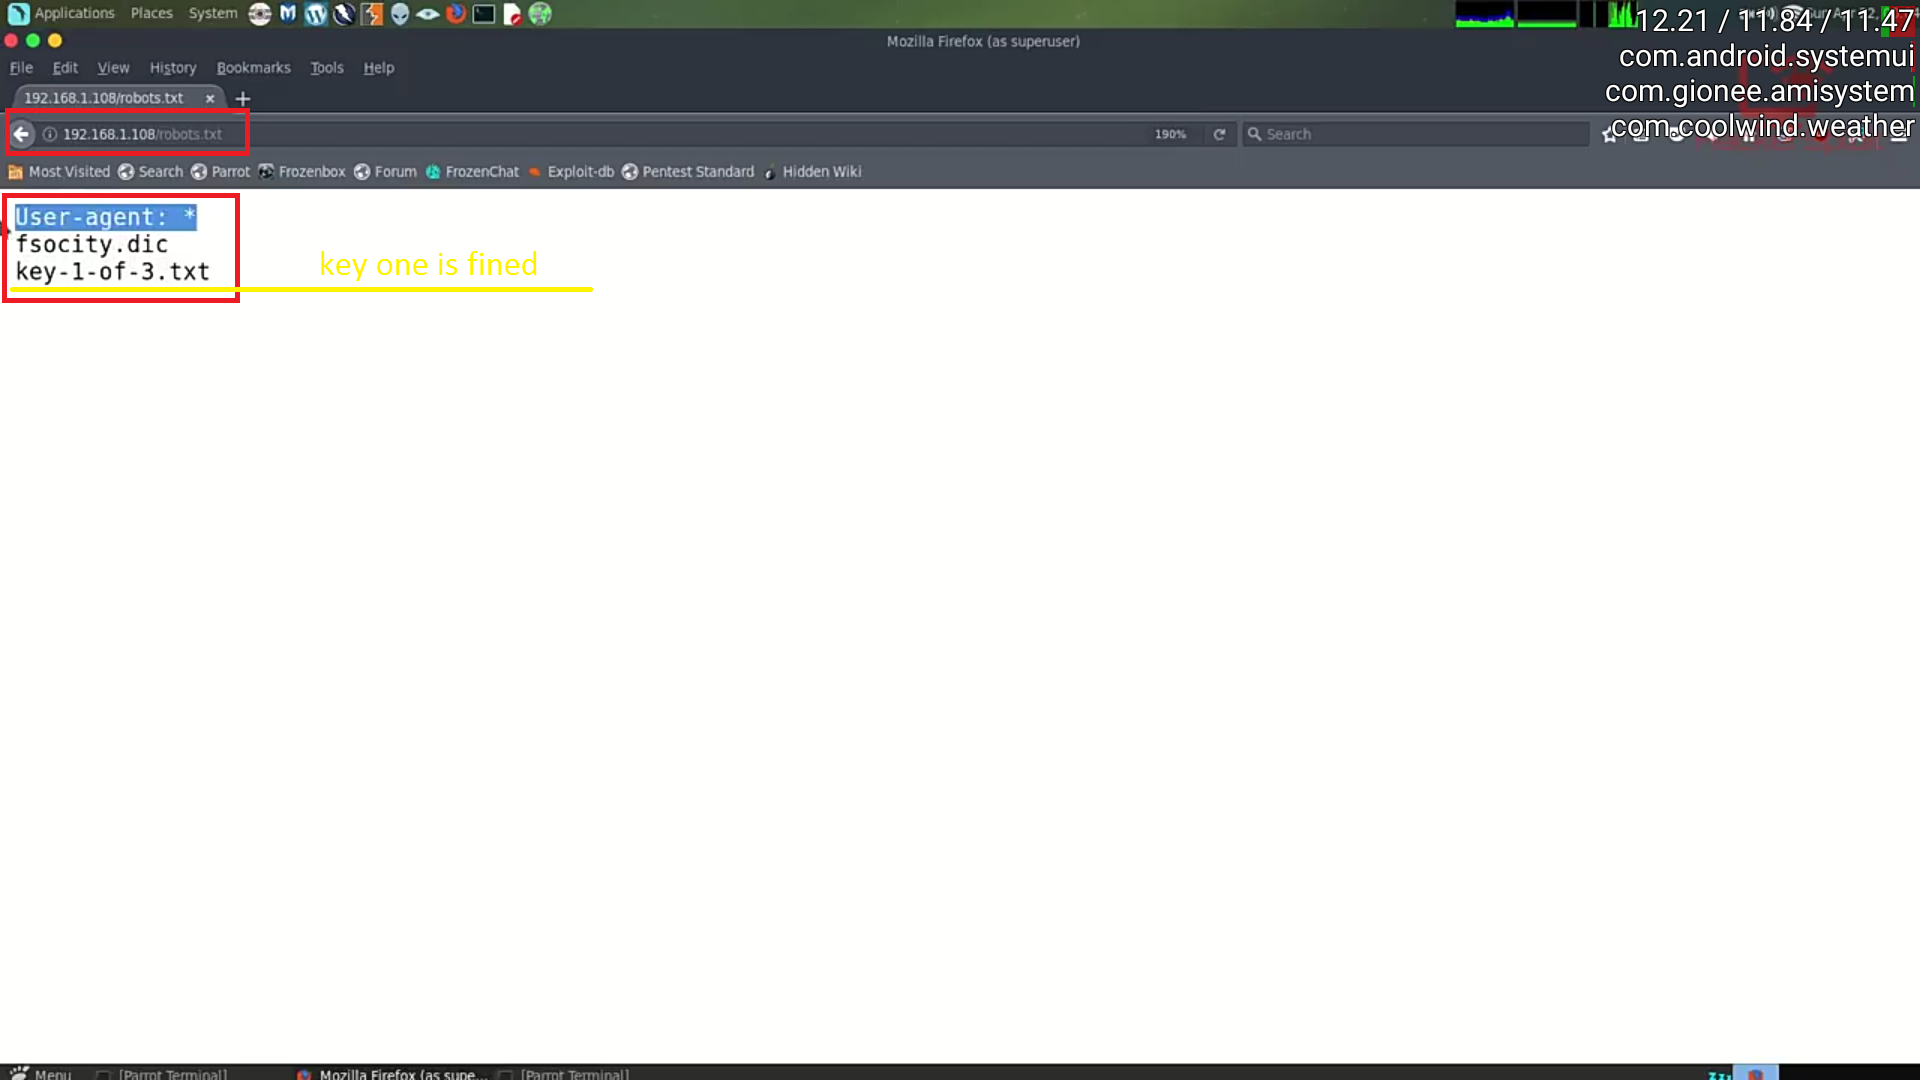 Applications Places System
12.21 / 11.84 / 11.47
Mozilla Firefox (as superuser)
com.android.systemui
File Edit View History Bookmarks Tools Help
com.gionee.amisystem
192.168.1.108/robots.txt
192.168.1.108/robots.txt
190%
Search
com.coolwind.weather
Most Visited Search Parrot Frozenbox Forum FrozenChat Exploit-db Pentest Standard Hidden Wiki
User-agent: *
fsocity.dic
key-1-of-3.txt
key one is fined
Menu [Parrot Terminal] Mozilla Firefox (as supe... [Parrot Terminal]